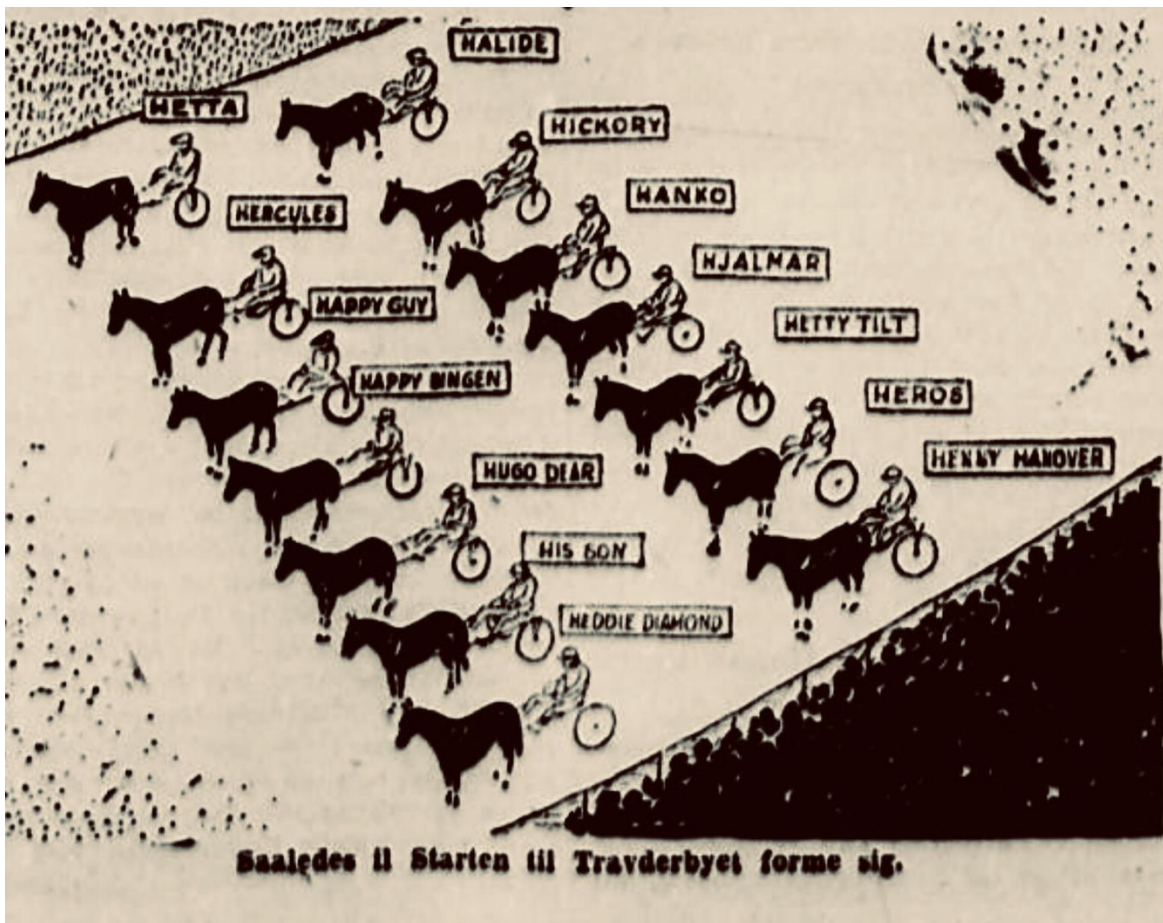 HALIDE
HETTA
HICKORY
HANKO
HERCULES
HJALMAR
HAPPY GUY
HETTY TILT
HAPPY BINGEN
HEROS
HENNY HANOVER
HUGO DEAR
HIS SON
HEDDIE DIAMOND
Saaledes il Starten til Travderbyet forme sig.